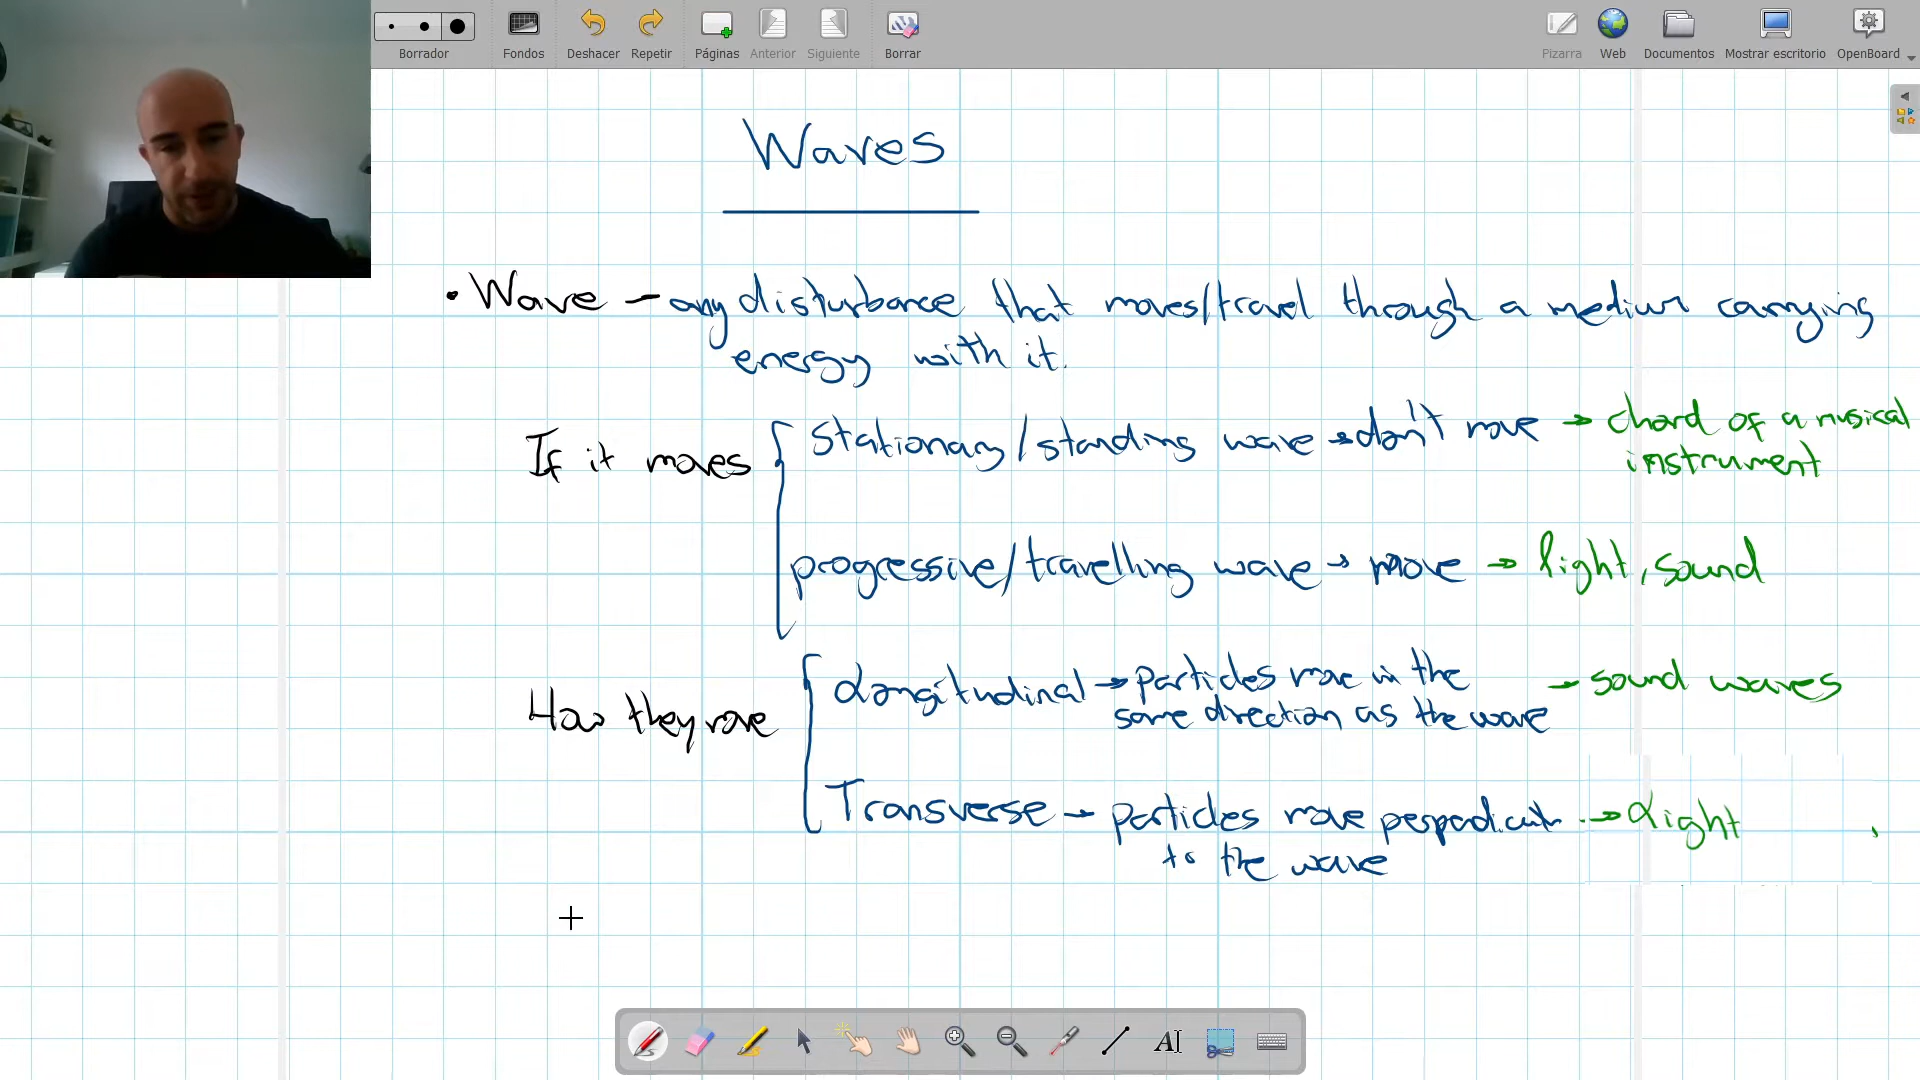 Borrador
Fondos
Deshacer
Repetir
Páginas
Anterior
Siguiente
Borrar
Pizarra
Web
Documentos
Mostrar escritorio
OpenBoard
Waves
• Wave – any disturbance that moves/travel through a medium carrying
energy with it.
If it moves
Stationary/standing wave → don't move → chord of a musical
instrument
progressive/travelling wave → move → light, sound
How they move
Longitudinal → particles move in the
same direction as the wave
→ sound waves
Transverse → particles move perpendicular → Light
to the wave